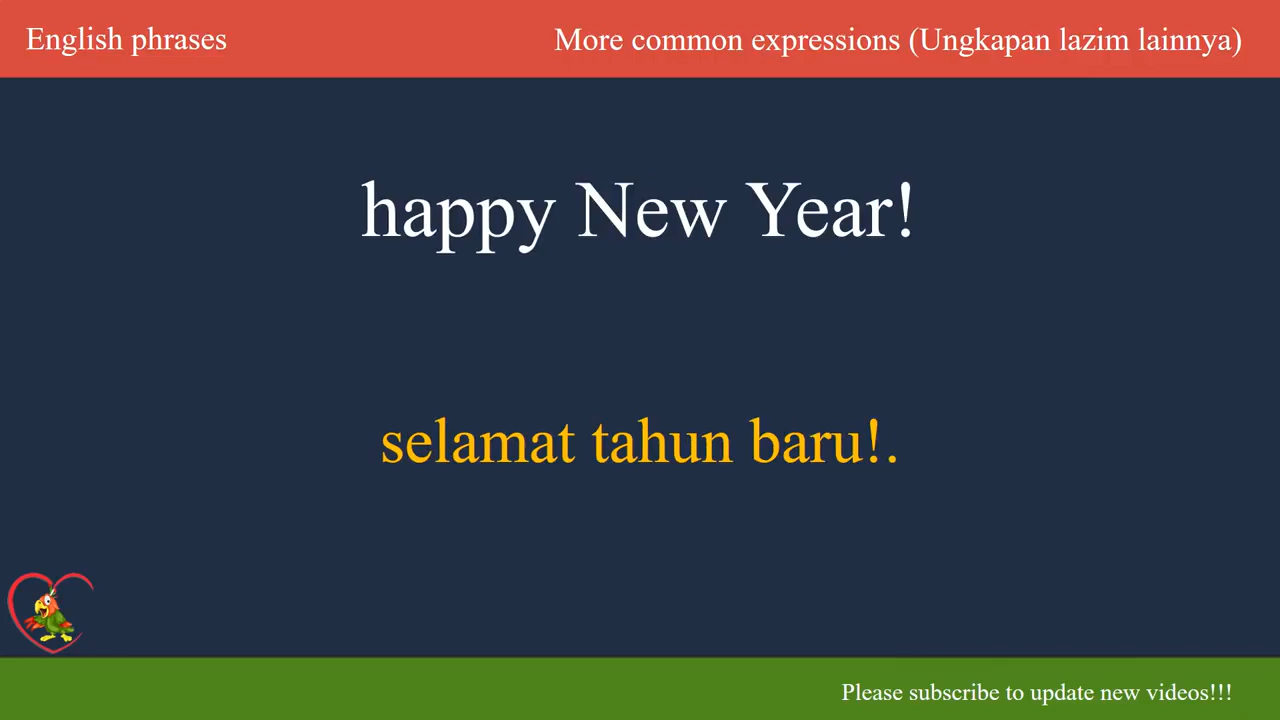 English phrases
More common expressions (Ungkapan lazim lainnya)
happy New Year!
selamat tahun baru!.
Please subscribe to update new videos!!!